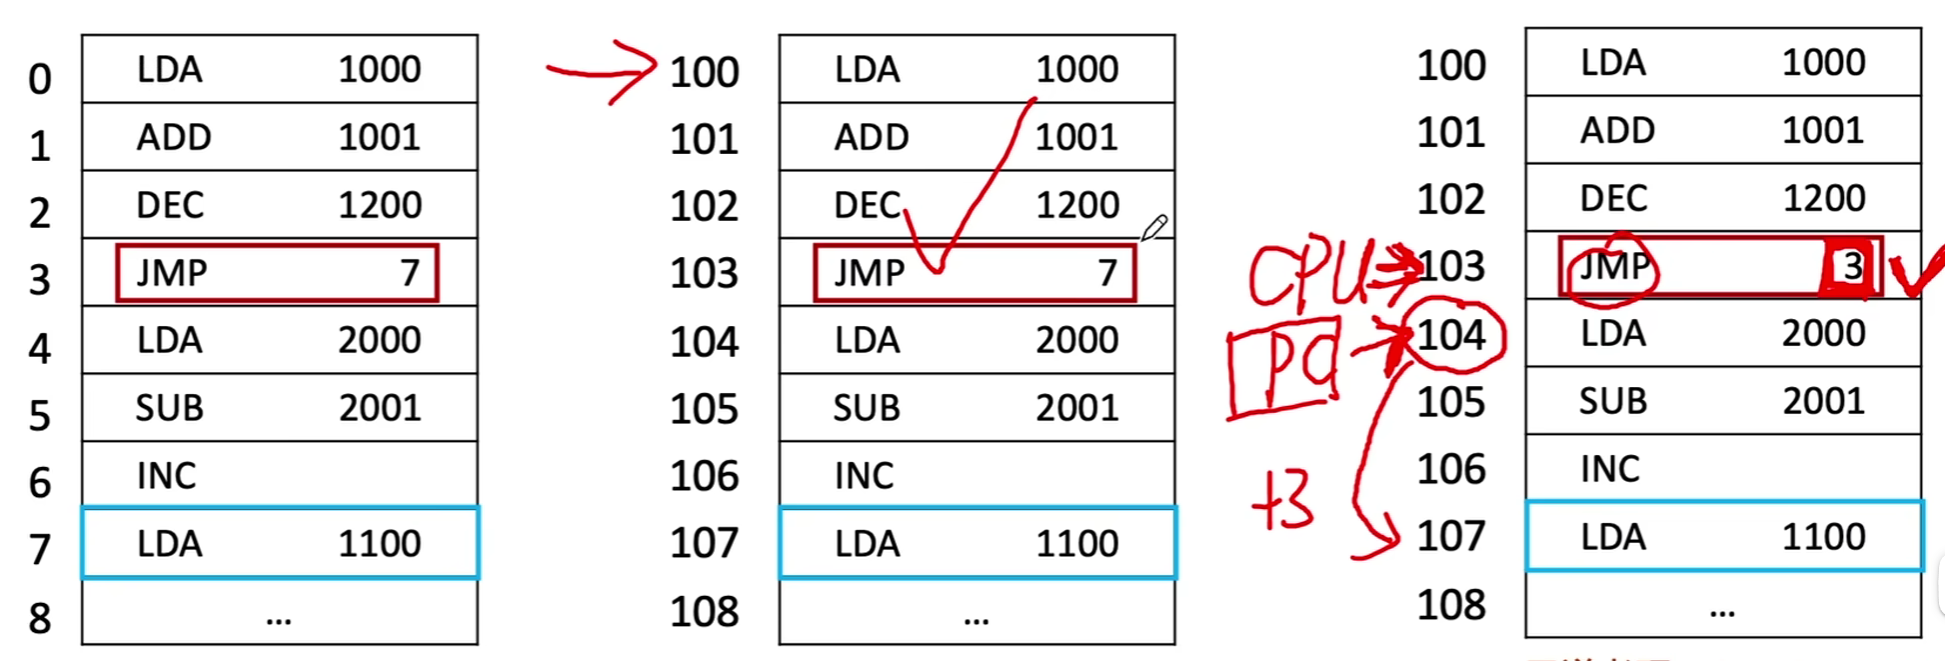 0 LDA 1000
1 ADD 1001
2 DEC 1200
3 JMP 7
4 LDA 2000
5 SUB 2001
6 INC
7 LDA 1100
8 ...
100 LDA 1000
101 ADD 1001
102 DEC 1200
103 JMP 7
104 LDA 2000
105 SUB 2001
106 INC
107 LDA 1100
108 ...
CPU
PC
+3
100 LDA 1000
101 ADD 1001
102 DEC 1200
103 JMP 3
104 LDA 2000
105 SUB 2001
106 INC
107 LDA 1100
108 ...